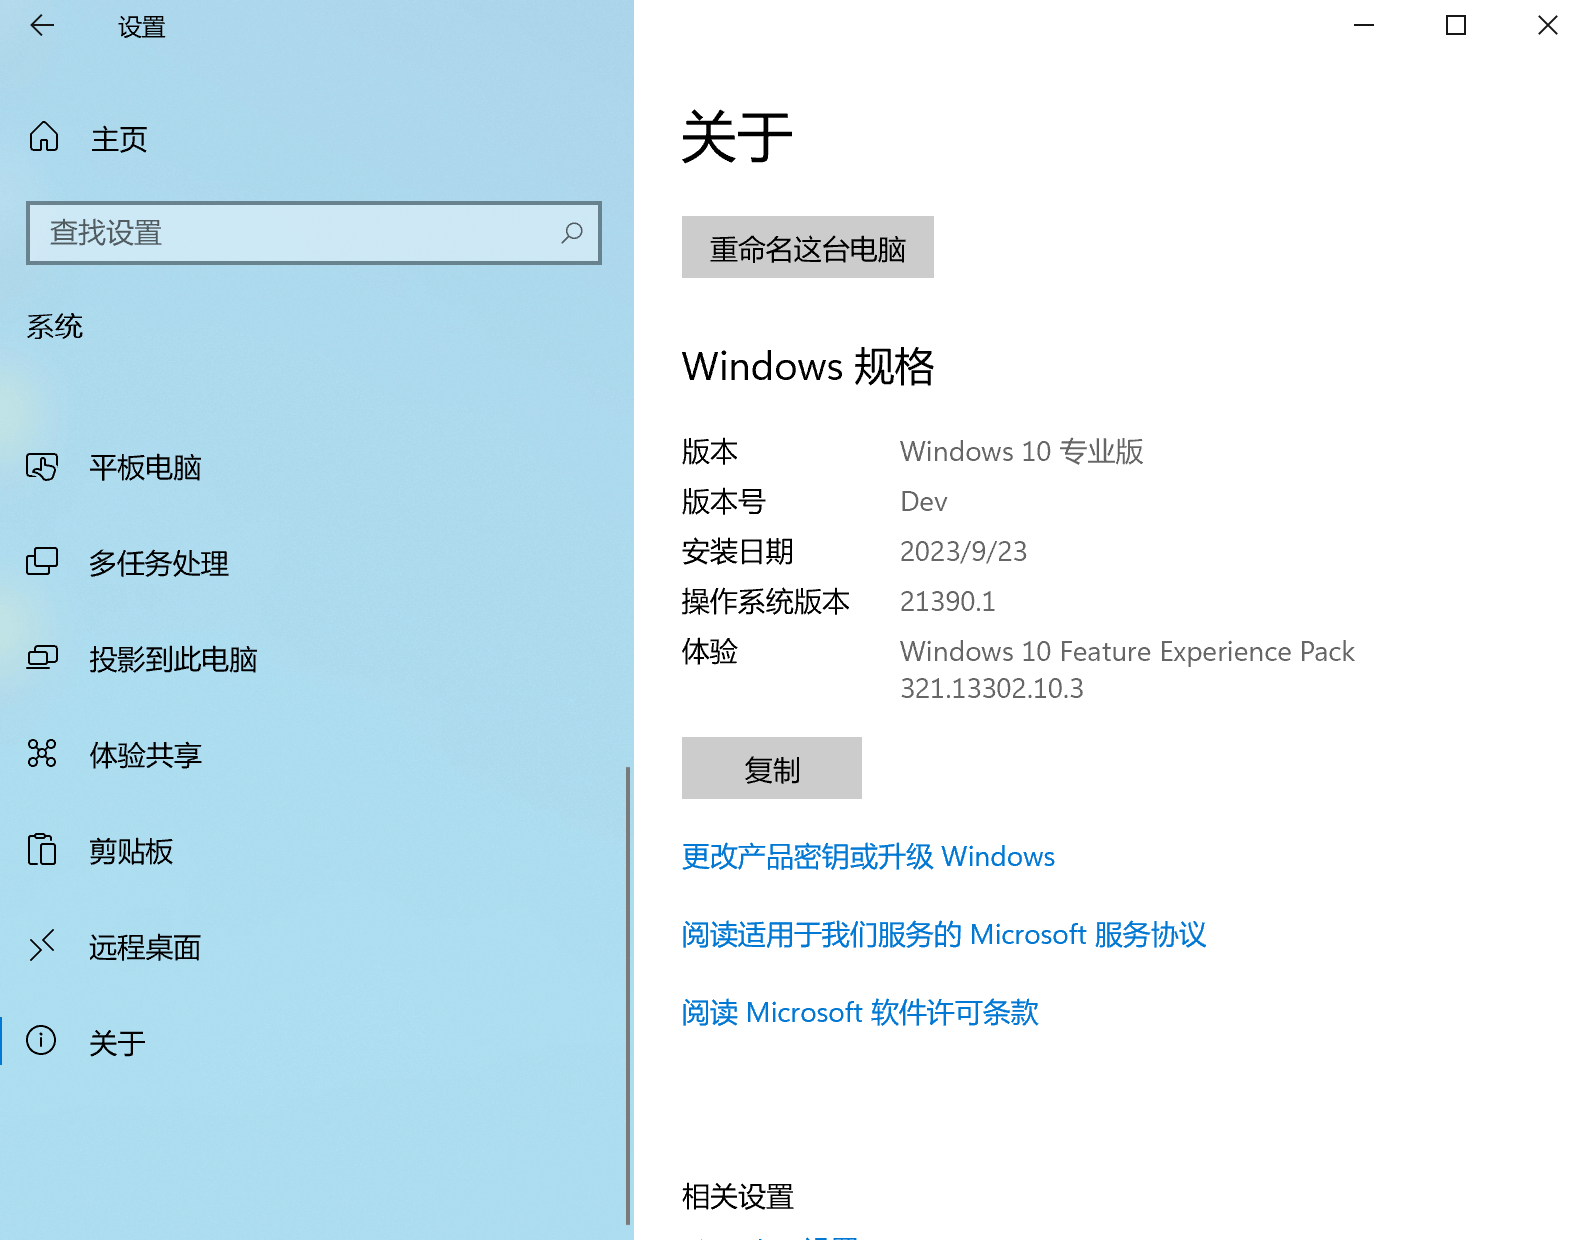 设置
主页
查找设置
系统
平板电脑
多任务处理
投影到此电脑
体验共享
剪贴板
远程桌面
关于
关于
重命名这台电脑
Windows 规格
版本 Windows 10 专业版
版本号 Dev
安装日期 2023/9/23
操作系统版本 21390.1
体验 Windows 10 Feature Experience Pack
321.13302.10.3
复制
更改产品密钥或升级 Windows
阅读适用于我们服务的 Microsoft 服务协议
阅读 Microsoft 软件许可条款
相关设置